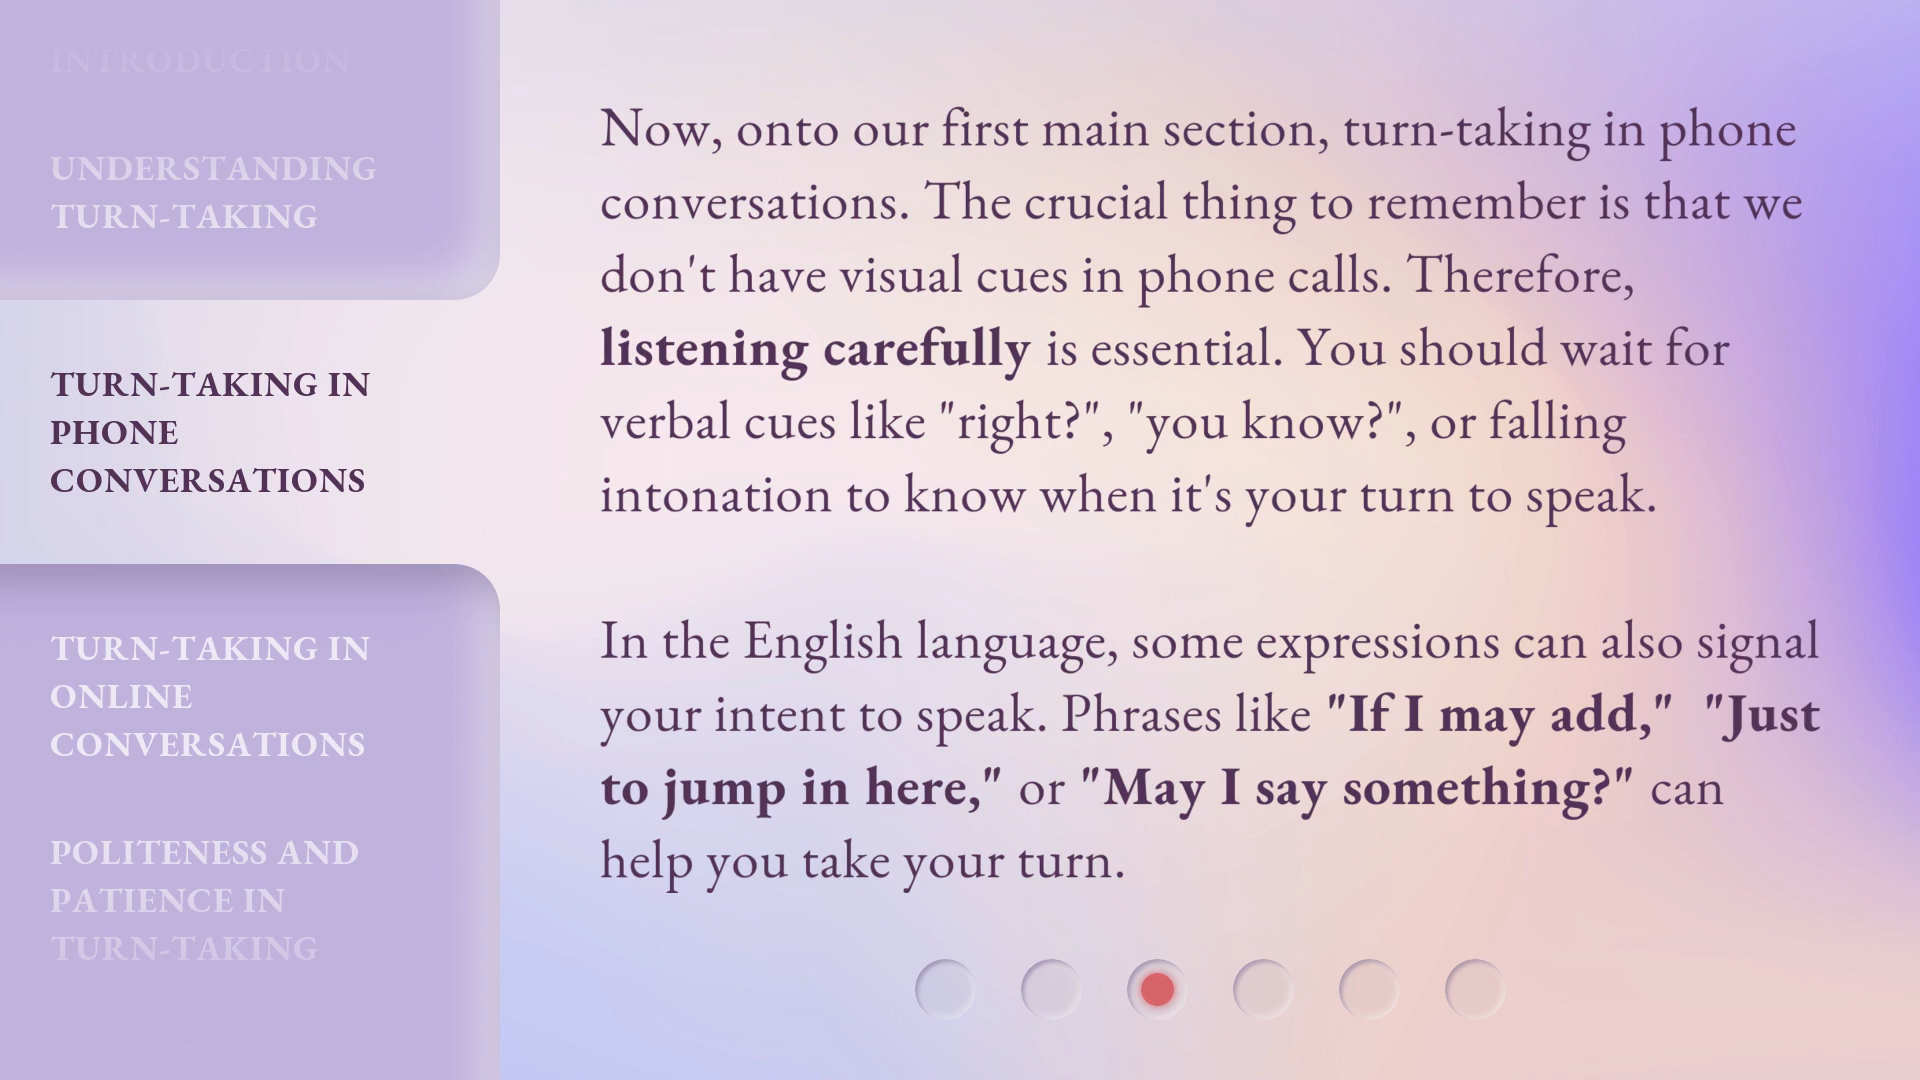 INTRODUCTION
UNDERSTANDING
TURN-TAKING
TURN-TAKING IN
PHONE
CONVERSATIONS
TURN-TAKING IN
ONLINE
CONVERSATIONS
POLITENESS AND
PATIENCE IN
TURN-TAKING
Now, onto our first main section, turn-taking in phone
conversations. The crucial thing to remember is that we
don't have visual cues in phone calls. Therefore,
listening carefully is essential. You should wait for
verbal cues like "right?", "you know?", or falling
intonation to know when it's your turn to speak.
In the English language, some expressions can also signal
your intent to speak. Phrases like "If I may add," "Just
to jump in here," or "May I say something?" can
help you take your turn.